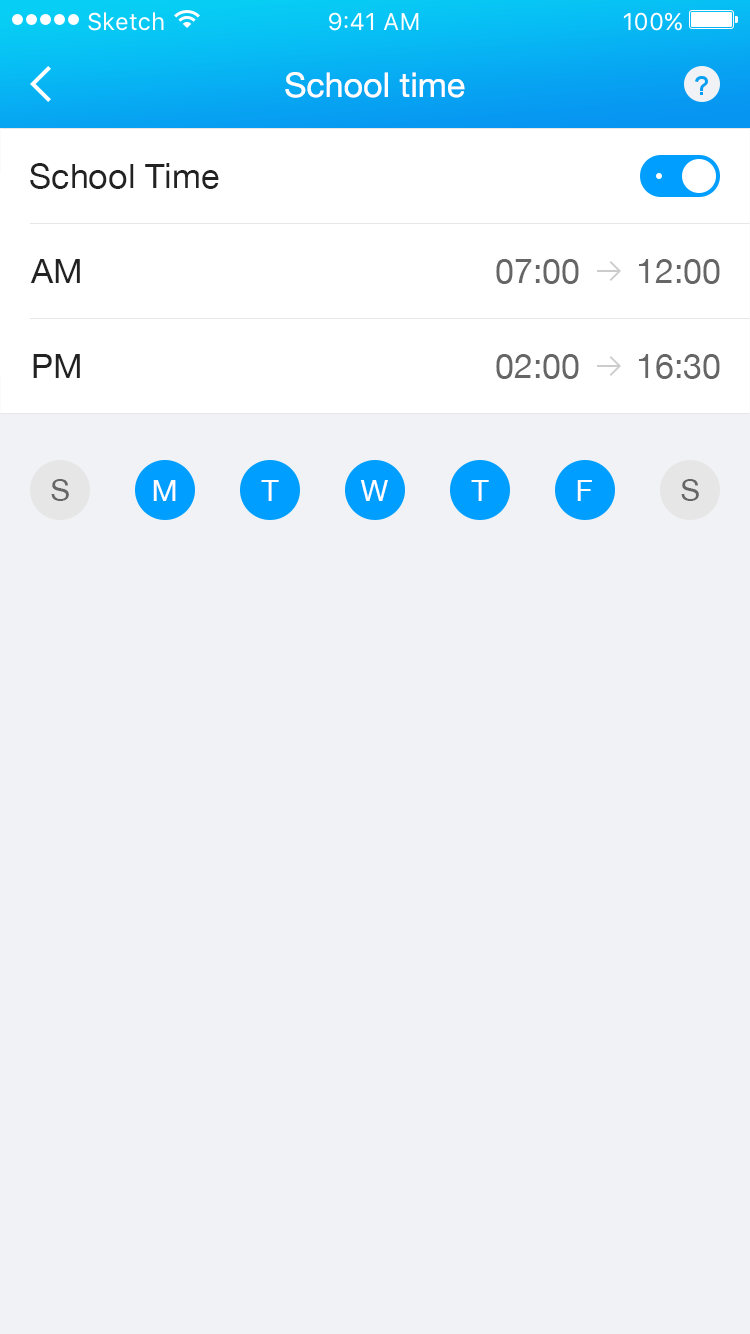 Sketch 9:41 AM 100%
School time ?
School Time
AM 07:00 → 12:00
PM 02:00 → 16:30
S M T W T F S